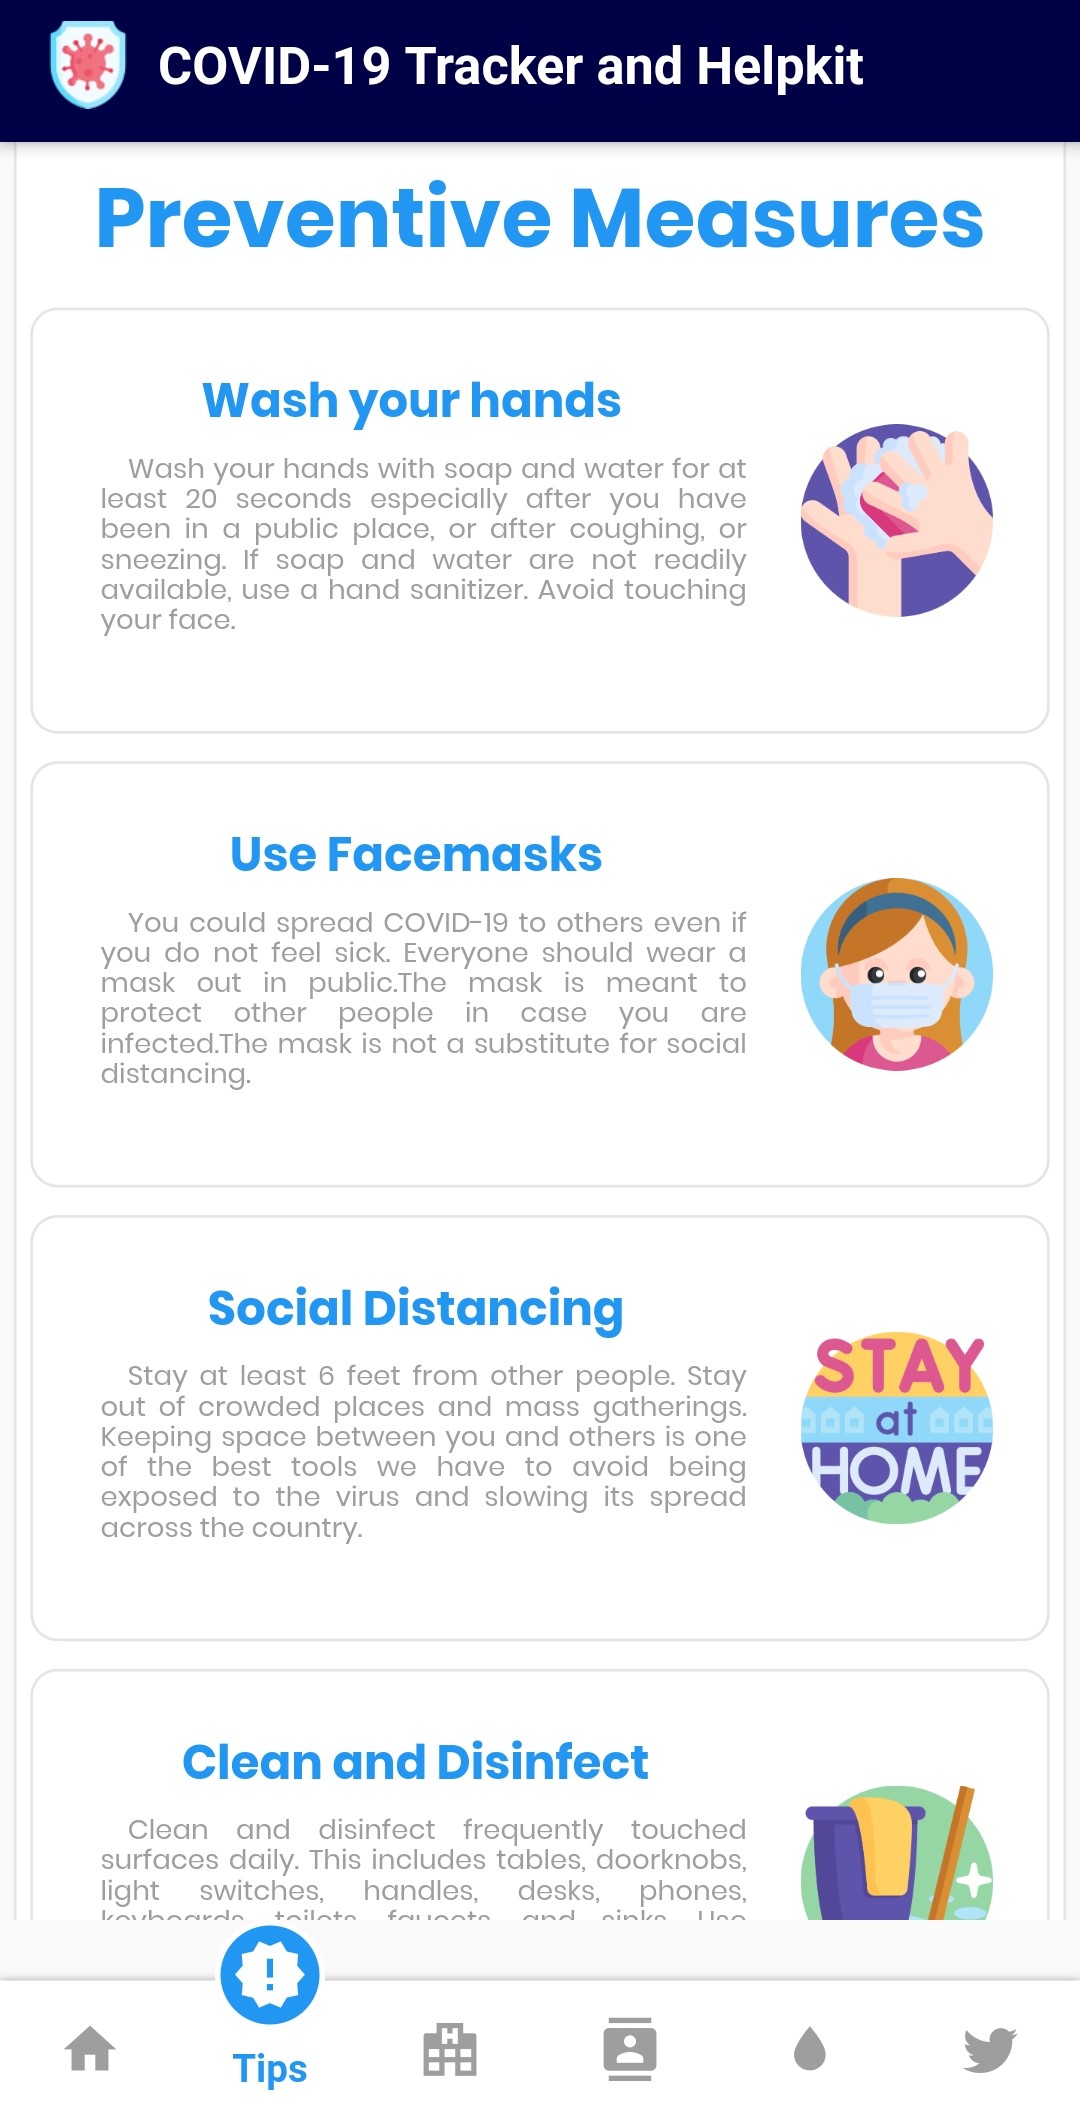 COVID-19 Tracker and Helpkit
Preventive Measures
Wash your hands
Wash your hands with soap and water for at
least 20 seconds especially after you have
been in a public place, or after coughing, or
sneezing. If soap and water are not readily
available, use a hand sanitizer. Avoid touching
your face.
Use Facemasks
You could spread COVID-19 to others even if
you do not feel sick. Everyone should wear a
mask out in public.The mask is meant to
protect other people in case you are
infected.The mask is not a substitute for social
distancing.
Social Distancing
Stay at least 6 feet from other people. Stay
out of crowded places and mass gatherings.
Keeping space between you and others is one
of the best tools we have to avoid being
exposed to the virus and slowing its spread
across the country.
STAY
at
HOME
Clean and Disinfect
Clean and disinfect frequently touched
surfaces daily. This includes tables, doorknobs,
light switches, handles, desks, phones,
keyboards, toilets, faucets, and sinks. Use
H
Tips